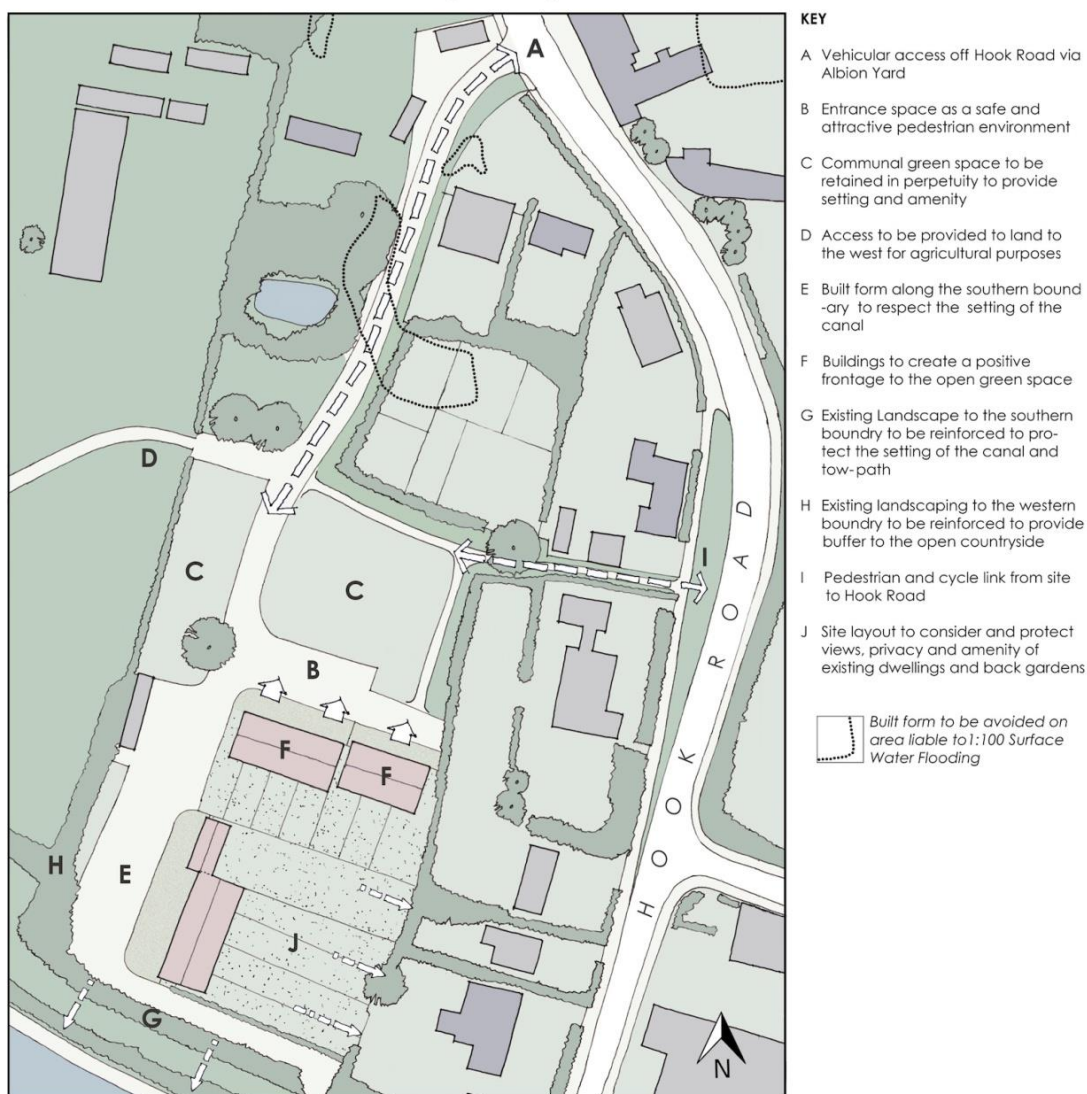 A
D
C
C
I
B
F
F
H
E
J
G
HOOK ROAD
N
KEY
A Vehicular access off Hook Road via
Albion Yard
B Entrance space as a safe and
attractive pedestrian environment
C Communal green space to be
retained in perpetuity to provide
setting and amenity
D Access to be provided to land to
the west for agricultural purposes
E Built form along the southern bound
-ary to respect the setting of the
canal
F Buildings to create a positive
frontage to the open green space
G Existing Landscape to the southern
boundry to be reinforced to pro-
tect the setting of the canal and
tow-path
H Existing landscaping to the western
boundry to be reinforced to provide
buffer to the open countryside
I Pedestrian and cycle link from site
to Hook Road
J Site layout to consider and protect
views, privacy and amenity of
existing dwellings and back gardens
Built form to be avoided on
area liable to1:100 Surface
Water Flooding